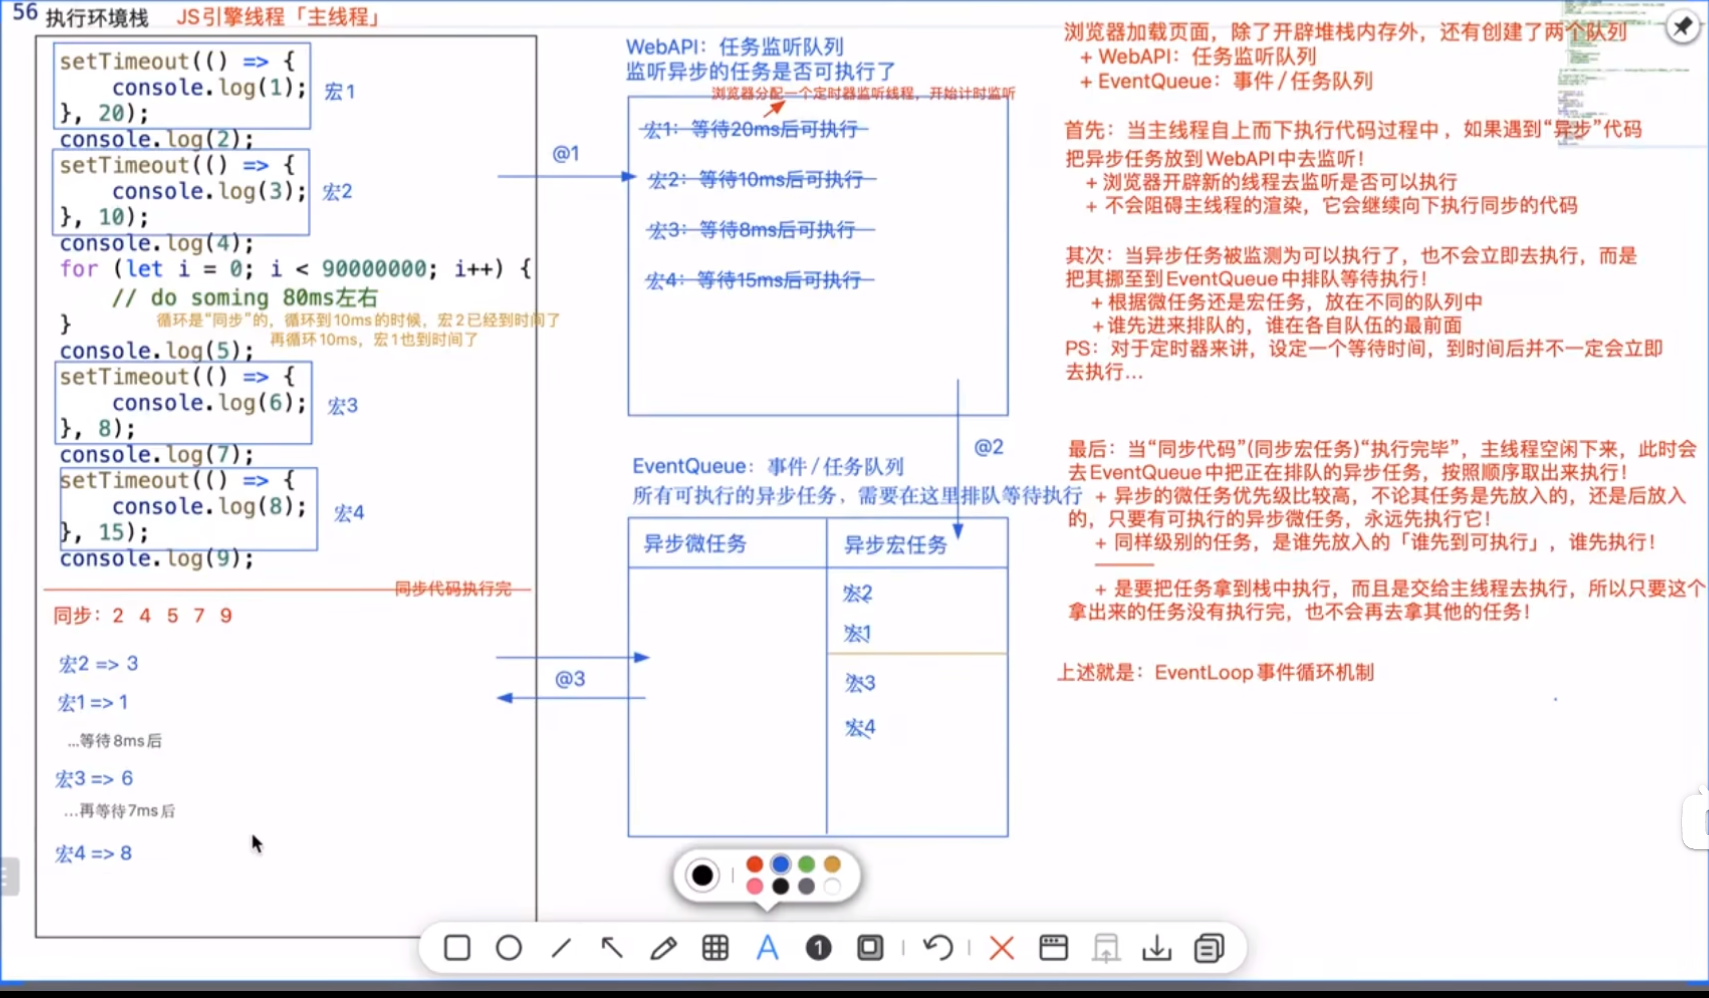 56 执行环境栈 JS引擎线程「主线程」
setTimeout(() => {
console.log(1);
}, 20);
宏1
console.log(2);
setTimeout(() => {
console.log(3);
}, 10);
宏2
console.log(4);
for (let i = 0; i < 90000000; i++) {
// do soming 80ms左右
}
循环是“同步”的，循环到10ms的时候，宏2已经到时间了
再循环10ms，宏1也到时间了
console.log(5);
setTimeout(() => {
console.log(6);
}, 8);
宏3
console.log(7);
setTimeout(() => {
console.log(8);
}, 15);
宏4
console.log(9);
同步代码执行完
同步：2 4 5 7 9
宏2 => 3
宏1 => 1
...等待8ms后
宏3 => 6
...再等待7ms后
宏4 => 8
@1
@3
WebAPI：任务监听队列
监听异步的任务是否可执行了
浏览器分配一个定时器监听线程，开始计时监听
宏1：等待20ms后可执行
宏2：等待10ms后可执行
宏3：等待8ms后可执行
宏4：等待15ms后可执行
@2
EventQueue：事件/任务队列
所有可执行的异步任务，需要在这里排队等待执行
异步微任务
异步宏任务
宏2
宏1
宏3
宏4
浏览器加载页面，除了开辟堆栈内存外，还有创建了两个队列
+ WebAPI：任务监听队列
+ EventQueue：事件/任务队列
首先：当主线程自上而下执行代码过程中，如果遇到“异步”代码
把异步任务放到WebAPI中去监听！
+ 浏览器开辟新的线程去监听是否可以执行
+ 不会阻碍主线程的渲染，它会继续向下执行同步的代码
其次：当异步任务被监测为可以执行了，也不会立即去执行，而是
把其挪至到EventQueue中排队等待执行！
+ 根据微任务还是宏任务，放在不同的队列中
+ 谁先进来排队的，谁在各自队伍的最前面
PS：对于定时器来讲，设定一个等待时间，到时间后并不一定会立即
去执行...
最后：当“同步代码”(同步宏任务)“执行完毕”，主线程空闲下来，此时会
去EventQueue中把正在排队的异步任务，按照顺序取出来执行！
+ 异步的微任务优先级比较高，不论其任务是先放入的，还是后放入
的，只要有可执行的异步微任务，永远先执行它！
+ 同样级别的任务，是谁先放入的「谁先到可执行」，谁先执行！
+ 是要把任务拿到栈中执行，而且是交给主线程去执行，所以只要这个
拿出来的任务没有执行完，也不会再去拿其他的任务！
上述就是：EventLoop事件循环机制
A
1